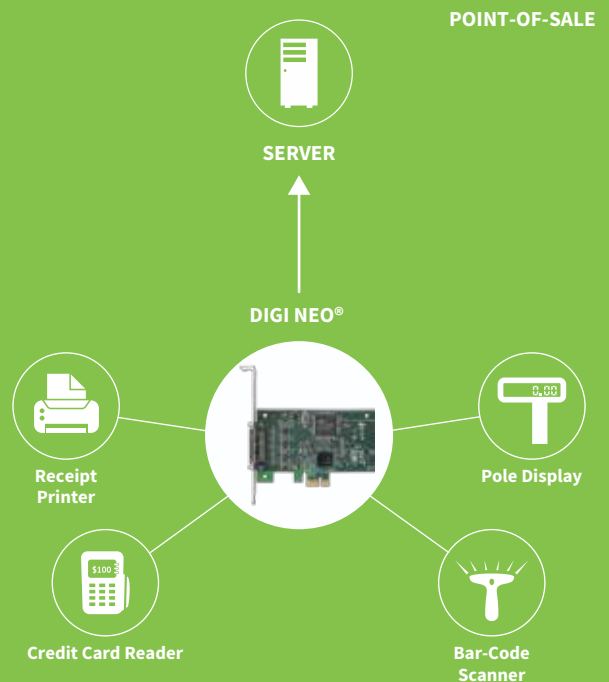 POINT-OF-SALE
SERVER
DIGI NEO®
0.00
Receipt
Printer
Pole Display
$100
Credit Card Reader
Bar-Code
Scanner